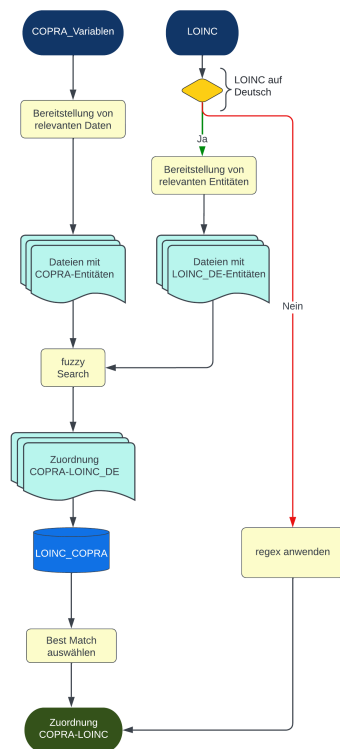 COPRA_Variablen
LOINC
LOINC auf
Deutsch
Bereitstellung von
relevanten Daten
Ja
Bereitstellung von
relevanten Entitäten
Dateien mit
COPRA-Entitäten
Dateien mit
LOINC_DE-Entitäten
Nein
fuzzy
Search
Zuordnung
COPRA-LOINC_DE
LOINC_COPRA
regex anwenden
Best Match
auswählen
Zuordnung
COPRA-LOINC